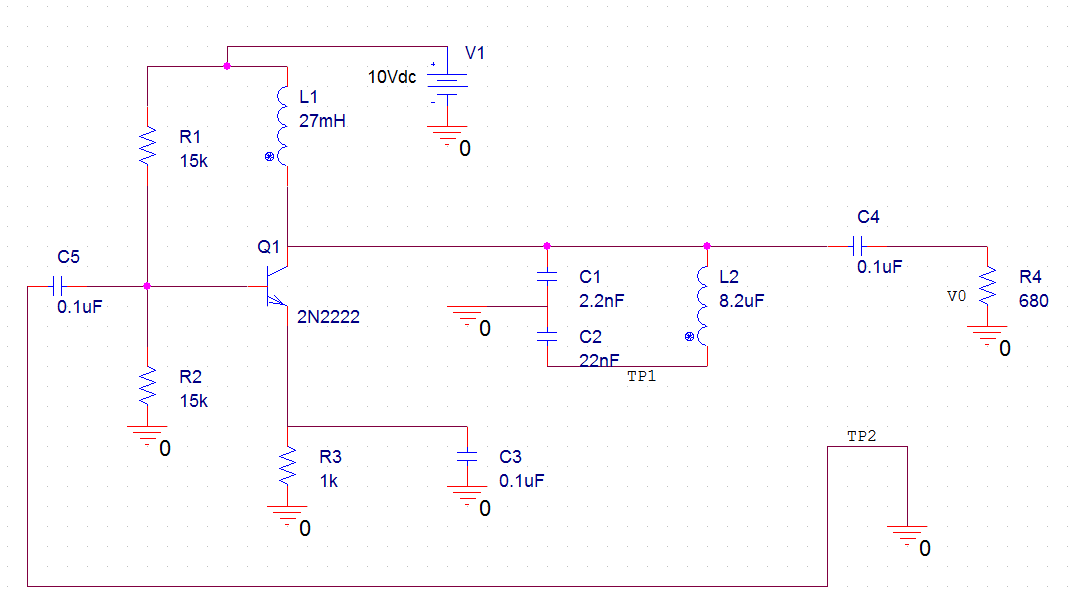 V1
10Vdc
L1
27mH
0
R1
15k
C5
0.1uF
Q1
2N2222
R2
15k
0
R3
1k
0
C3
0.1uF
0
C1
2.2nF
0
C2
22nF
TP1
L2
8.2uF
C4
0.1uF
V0
R4
680
0
TP2
0